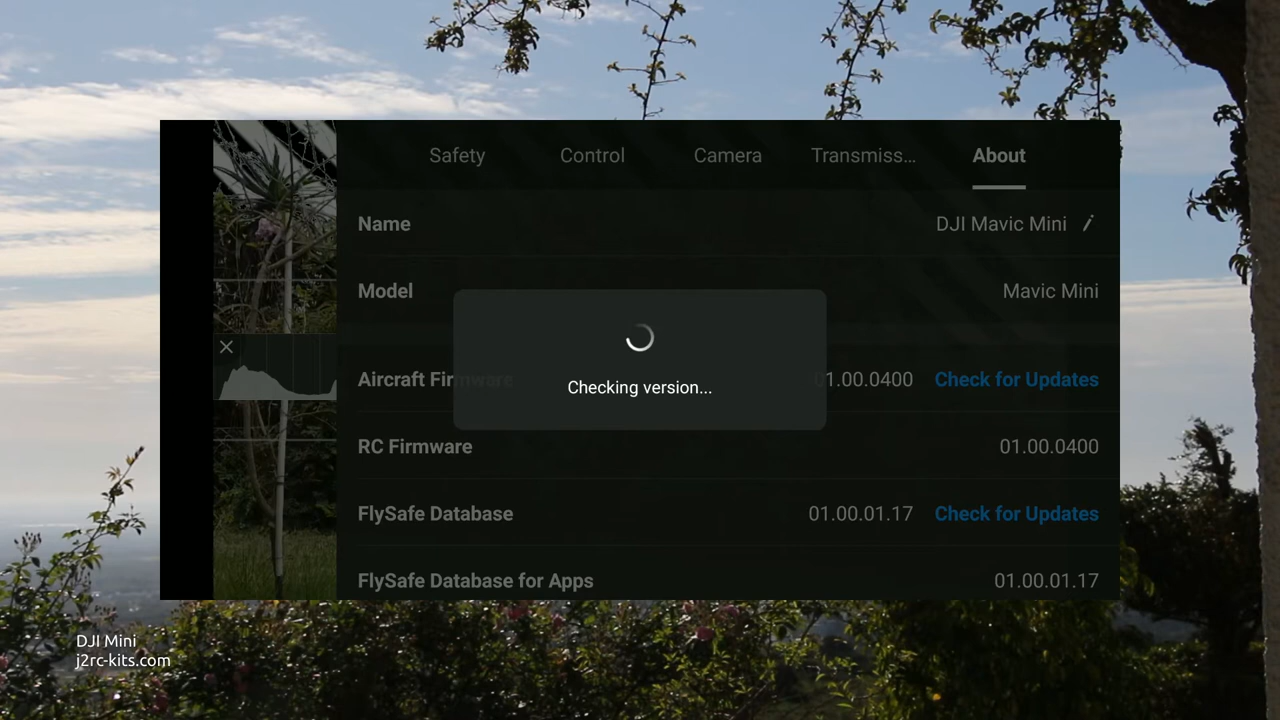 Safety Control Camera Transmiss... About
Name DJI Mavic Mini
Model Mavic Mini
Checking version...
Aircraft Firmware 01.00.0400 Check for Updates
RC Firmware 01.00.0400
FlySafe Database 01.00.01.17 Check for Updates
FlySafe Database for Apps 01.00.01.17
DJI Mini
j2rc-kits.com